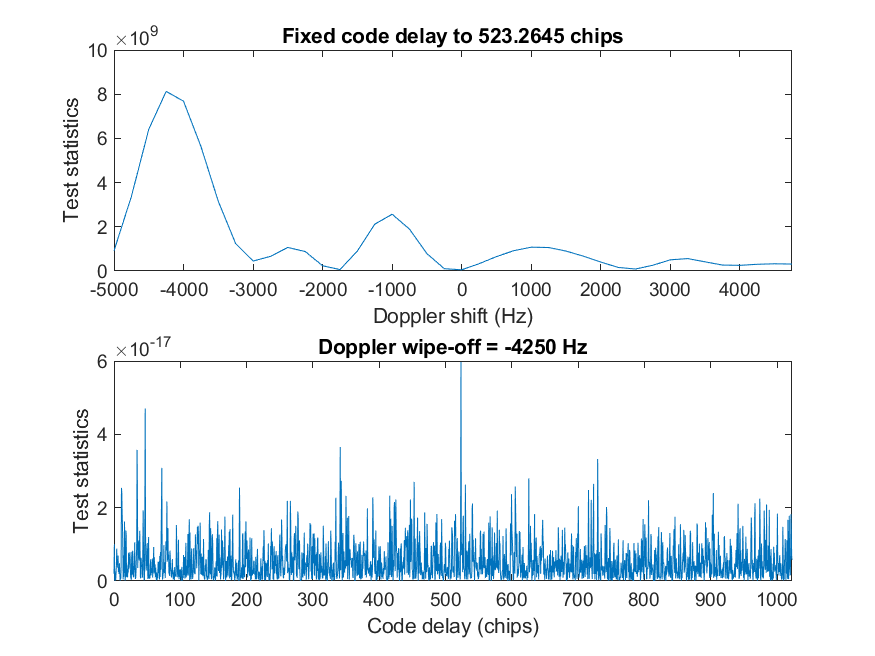 Fixed code delay to 523.2645 chips
×10^9
10
8
6
4
2
0
Test statistics
-5000 -4000 -3000 -2000 -1000 0 1000 2000 3000 4000
Doppler shift (Hz)
Doppler wipe-off = -4250 Hz
×10^-17
6
4
2
0
Test statistics
0 100 200 300 400 500 600 700 800 900 1000
Code delay (chips)